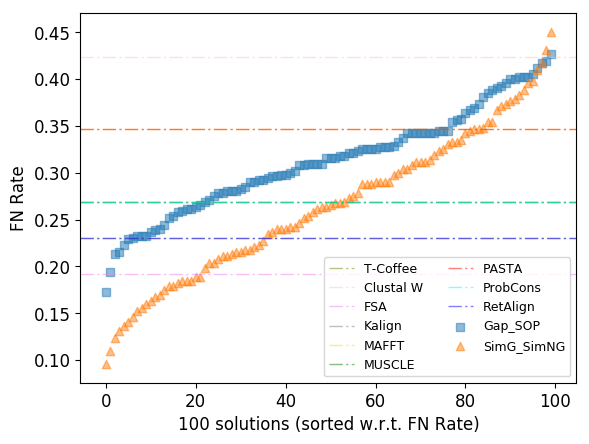 0.45
0.40
0.35
0.30
0.25
0.20
0.15
0.10
FN Rate
T-Coffee
Clustal W
FSA
Kalign
MAFFT
MUSCLE
PASTA
ProbCons
RetAlign
Gap_SOP
SimG_SimNG
0 20 40 60 80 100
100 solutions (sorted w.r.t. FN Rate)